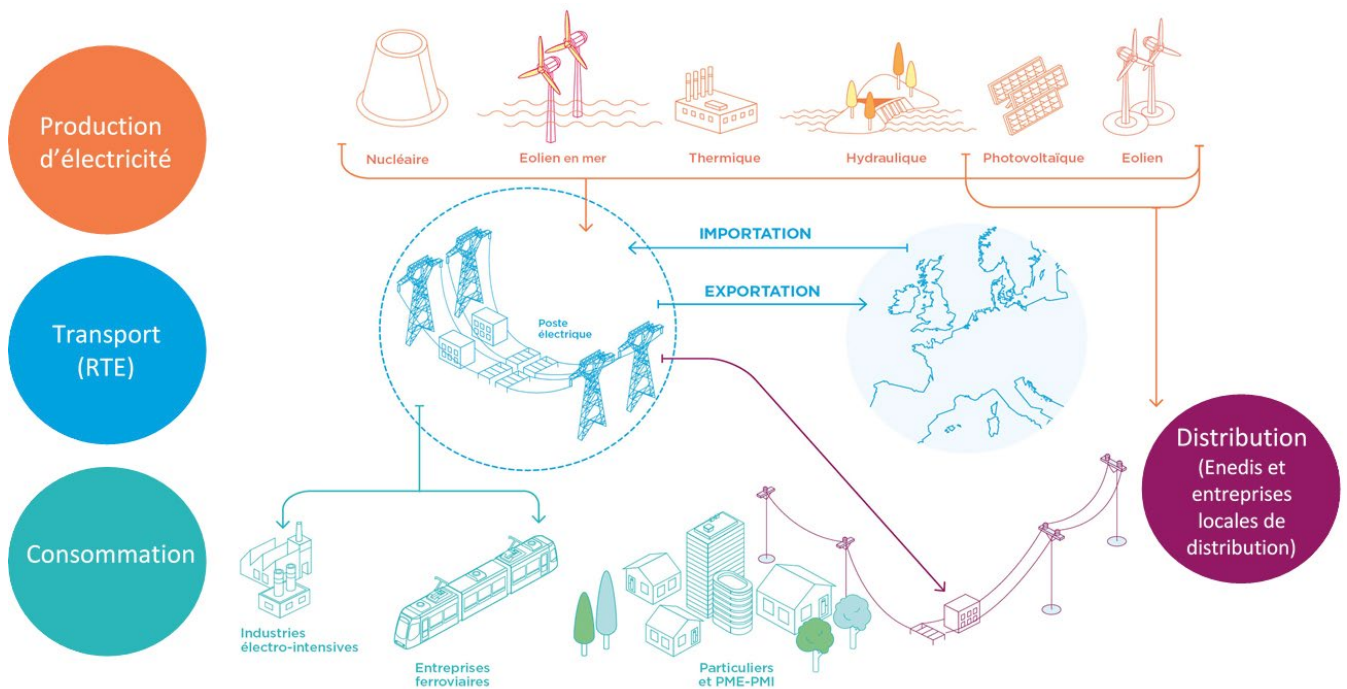 Production
d'électricité
Nucléaire
Eolien en mer
Thermique
Hydraulique
Photovoltaïque
Eolien
Transport
(RTE)
IMPORTATION
EXPORTATION
Poste
électrique
Distribution
(Enedis et
entreprises
locales de
distribution)
Consommation
Industries
électro-intensives
Entreprises
ferroviaires
Particuliers
et PME-PMI